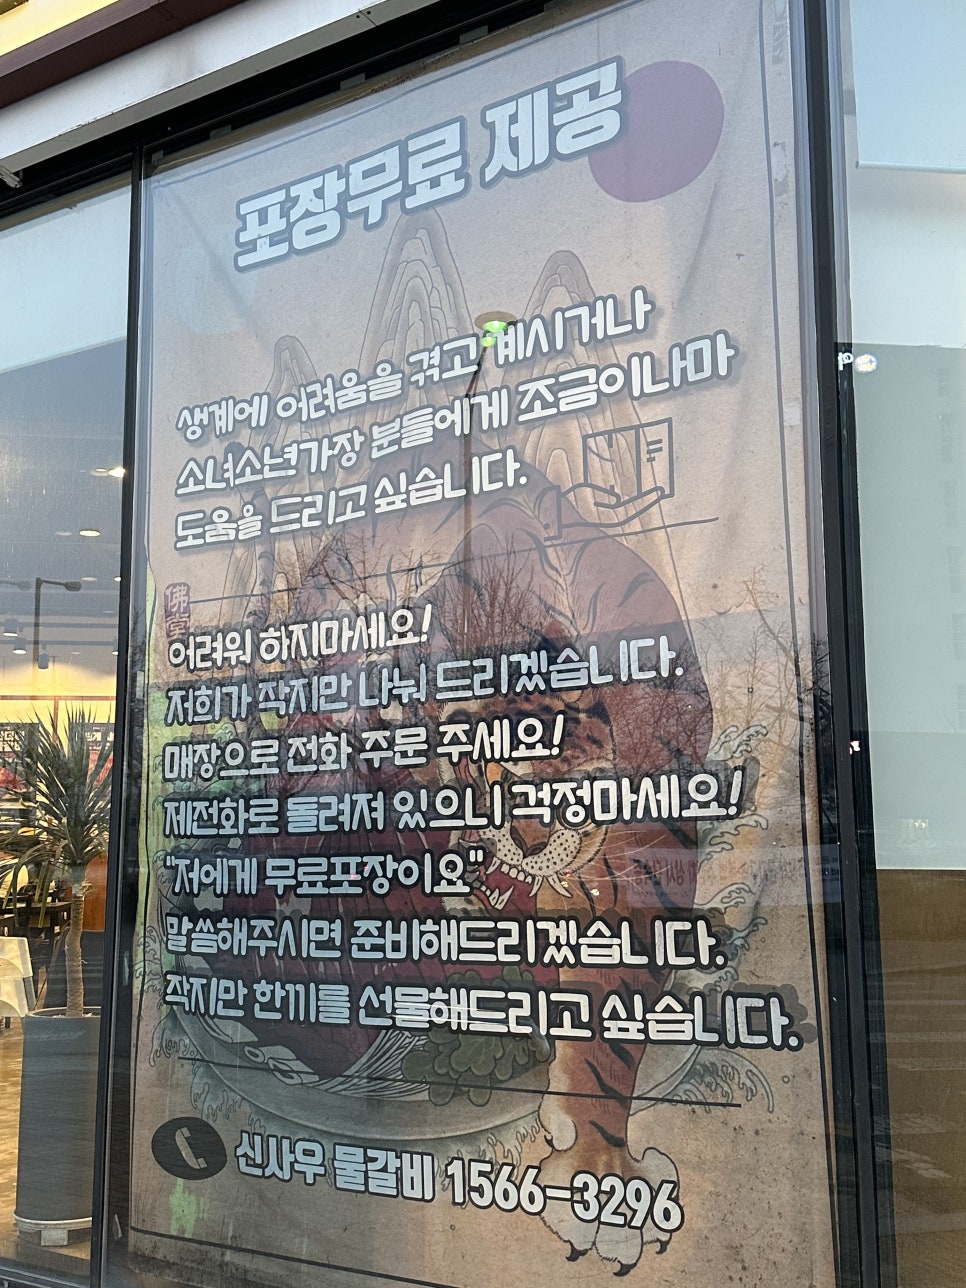 포장무료 제공
생계에 어려움을 겪고 계시거나
소녀소년가장 분들에게 조금이나마
도움을 드리고 싶습니다.
佛堂
어려워 하지마세요!
저희가 작지만 나눠 드리겠습니다.
매장으로 전화 주문 주세요!
제전화로 돌려져 있으니 걱정마세요!
"저에게 무료포장이요"
말씀해주시면 준비해드리겠습니다.
작지만 한끼를 선물해드리고 싶습니다.
신사우 물갈비 1566-3296